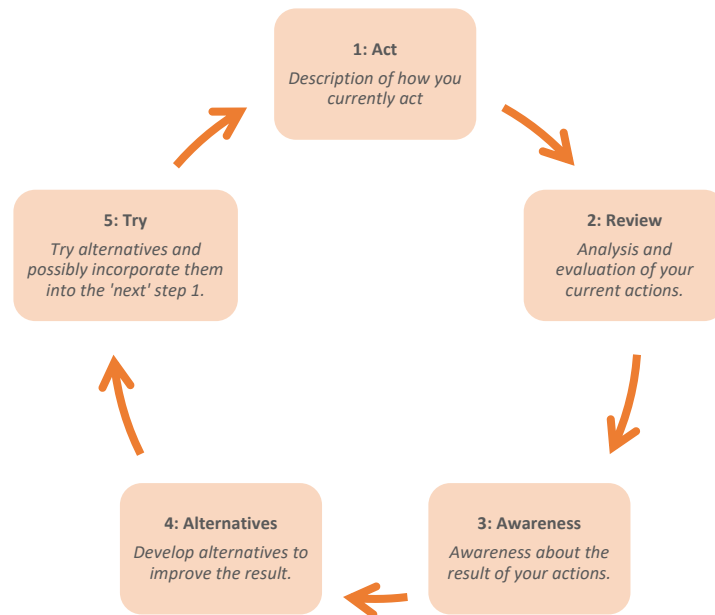 1: Act
Description of how you
currently act
2: Review
Analysis and
evaluation of your
current actions.
3: Awareness
Awareness about the
result of your actions.
4: Alternatives
Develop alternatives to
improve the result.
5: Try
Try alternatives and
possibly incorporate them
into the 'next' step 1.